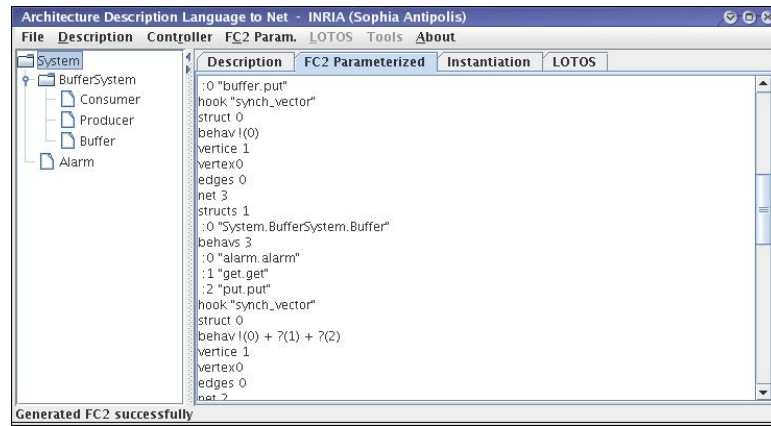 Architecture Description Language to Net - INRIA (Sophia Antipolis)
File Description Controller FC2 Param. LOTOS Tools About
System
BufferSystem
Consumer
Producer
Buffer
Alarm
Description FC2 Parameterized Instantiation LOTOS
:0 "buffer.put"
hook "synch_vector"
struct 0
behav !(0)
vertice 1
vertex0
edges 0
net 3
structs 1
:0 "System.BufferSystem.Buffer"
behavs 3
:0 "alarm.alarm"
:1 "get.get"
:2 "put.put"
hook "synch_vector"
struct 0
behav !(0) + ?(1) + ?(2)
vertice 1
vertex0
edges 0
net 2
Generated FC2 successfully